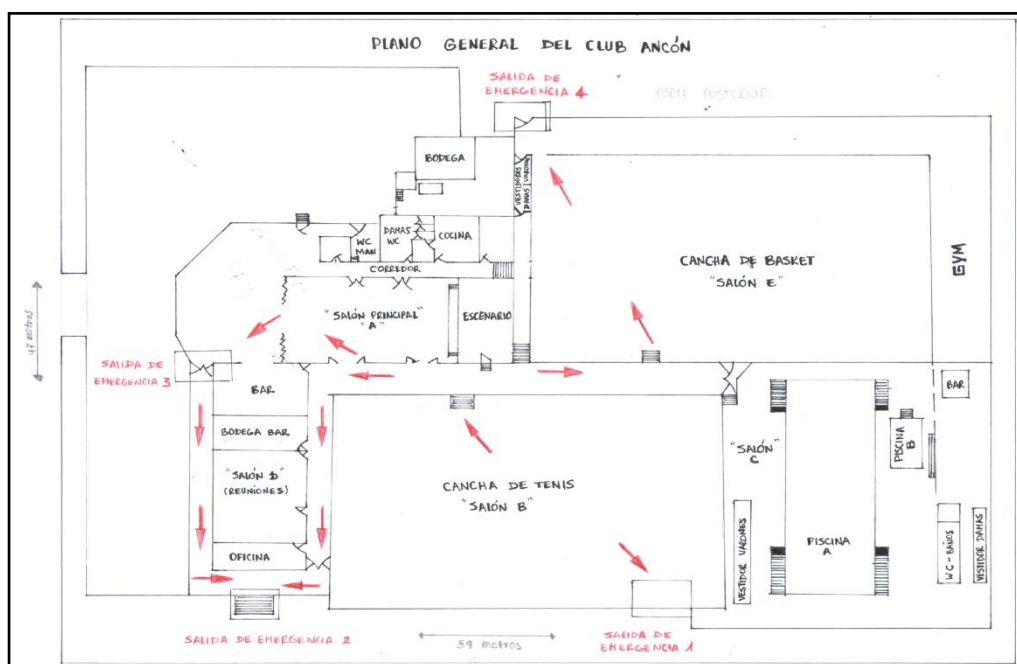 PLANO GENERAL DEL CLUB ANCÓN
SALIDA DE
EMERGENCIA 4
PARTE POSTERIOR
BODEGA
VESTIDORES
DAMAS | VARONES
WC
MAN
DAMAS
WC
COCINA
CORREDOR
CANCHA DE BASKET
"SALÓN E"
GYM
"SALÓN PRINCIPAL"
"A"
ESCENARIO
47 metros
SALIDA DE
EMERGENCIA 3
BAR
BAR
BODEGA BAR
"SALÓN"
C
PISCINA
B
"SALÓN D"
(REUNIONES)
CANCHA DE TENIS
"SALÓN B"
OFICINA
VESTIDOR VARONES
PISCINA
A
WC-BAÑOS
VESTIDOR DAMAS
SALIDA DE EMERGENCIA 2
59 metros
SALIDA DE
EMERGENCIA 1